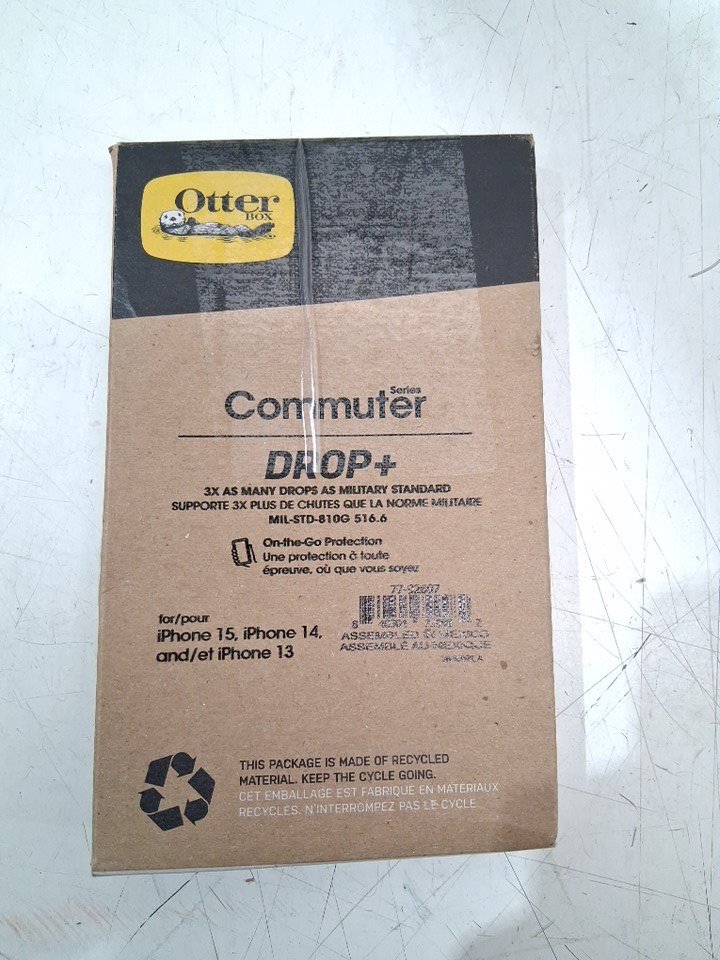 Otter
BOX
Commuter Series
DROP+
3X AS MANY DROPS AS MILITARY STANDARD
SUPPORTE 3X PLUS DE CHUTES QUE LA NORME MILITAIRE
MIL-STD-810G 516.6
On-the-Go Protection
Une protection à toute
épreuve, où que vous soyez
for/pour
iPhone 15, iPhone 14,
and/et iPhone 13
ASSEMBLED IN MEXICO
ASSEMBLÉ AU MEXIQUE
THIS PACKAGE IS MADE OF RECYCLED
MATERIAL. KEEP THE CYCLE GOING.
CET EMBALLAGE EST FABRIQUÉ EN MATÉRIAUX
RECYCLÉS. N'INTERROMPEZ PAS LE CYCLE.